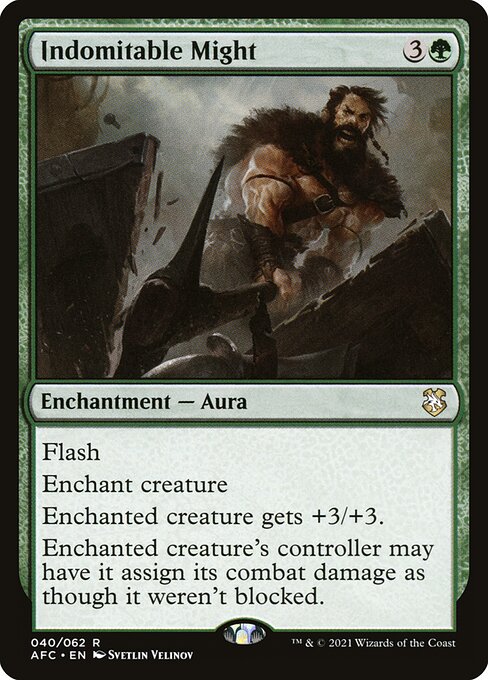 Indomitable Might 3
Enchantment — Aura
Flash
Enchant creature
Enchanted creature gets +3/+3.
Enchanted creature's controller may
have it assign its combat damage as
though it weren't blocked.
040/062 R
AFC • EN Svetlin Velinov
™ & © 2021 Wizards of the Coast